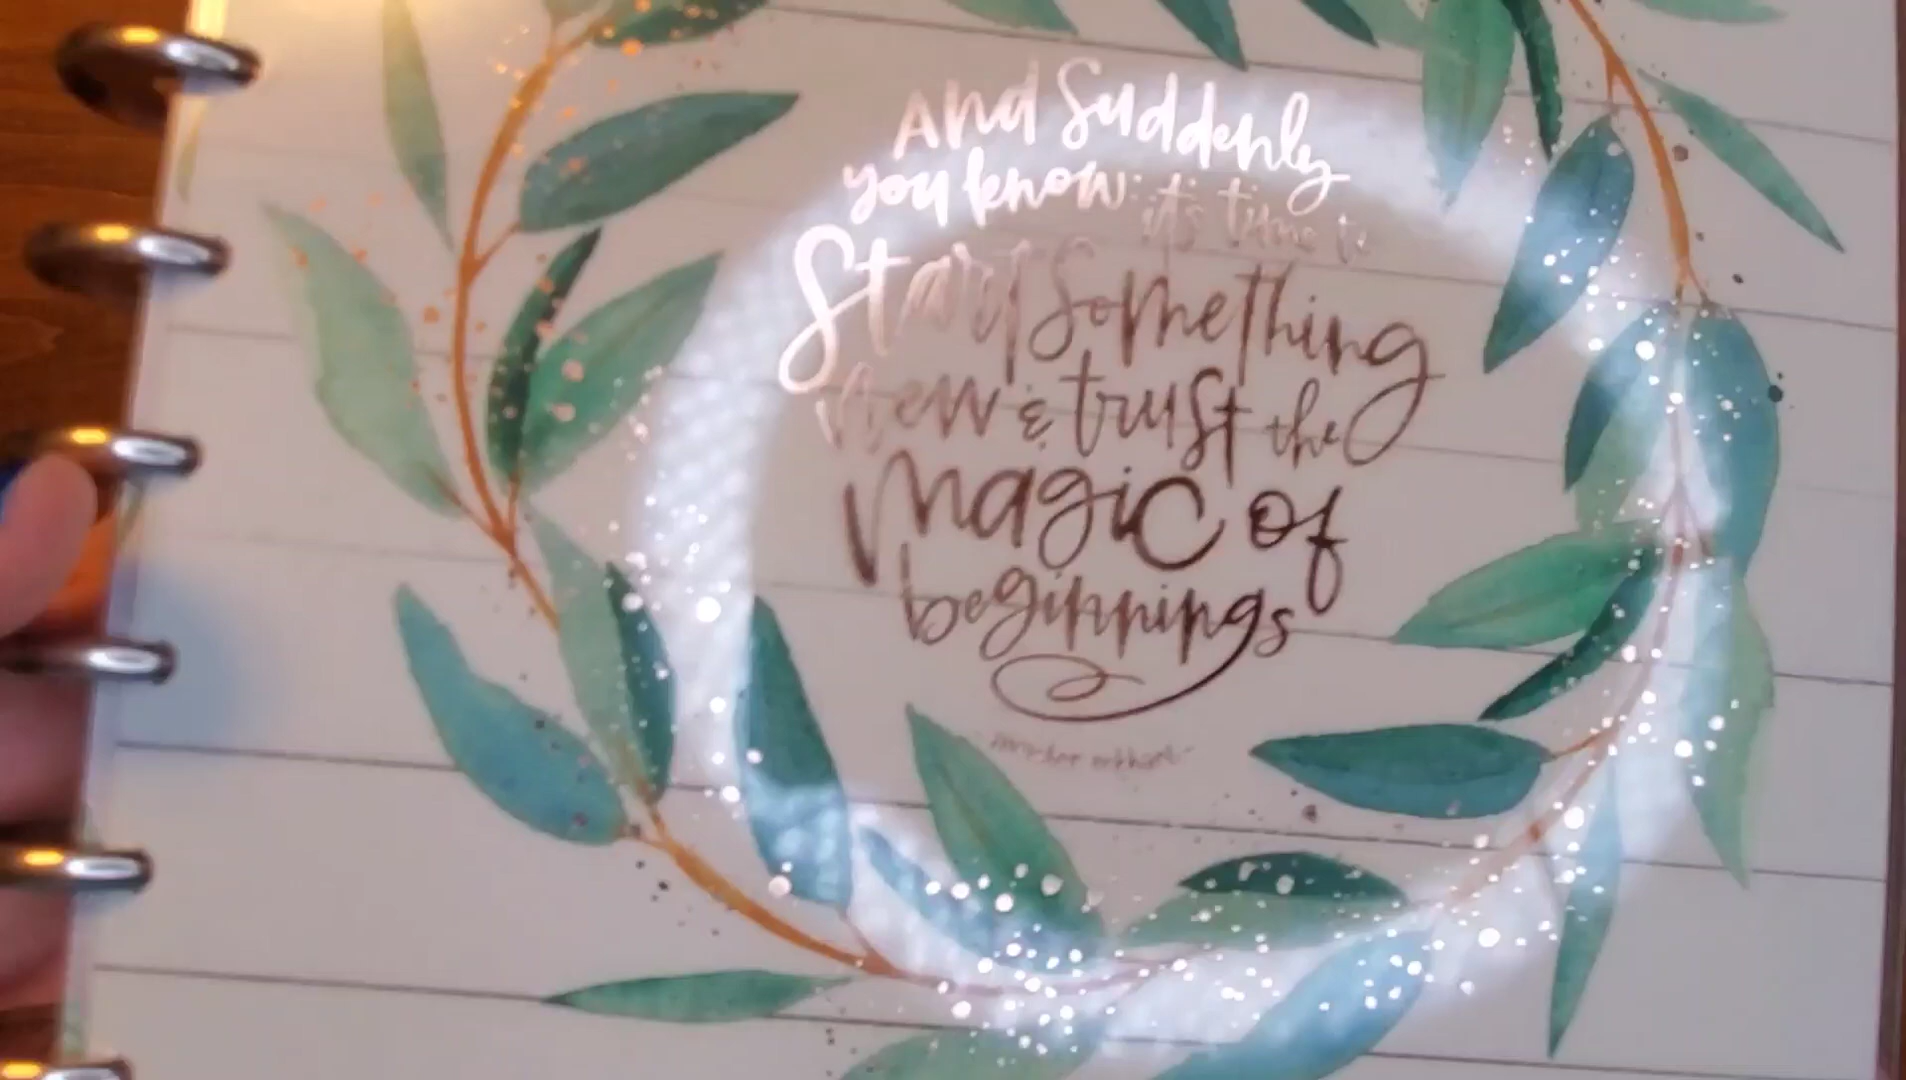 And Suddenly
you know: it's time to
Start Something
new & trust the
magic of
beginnings